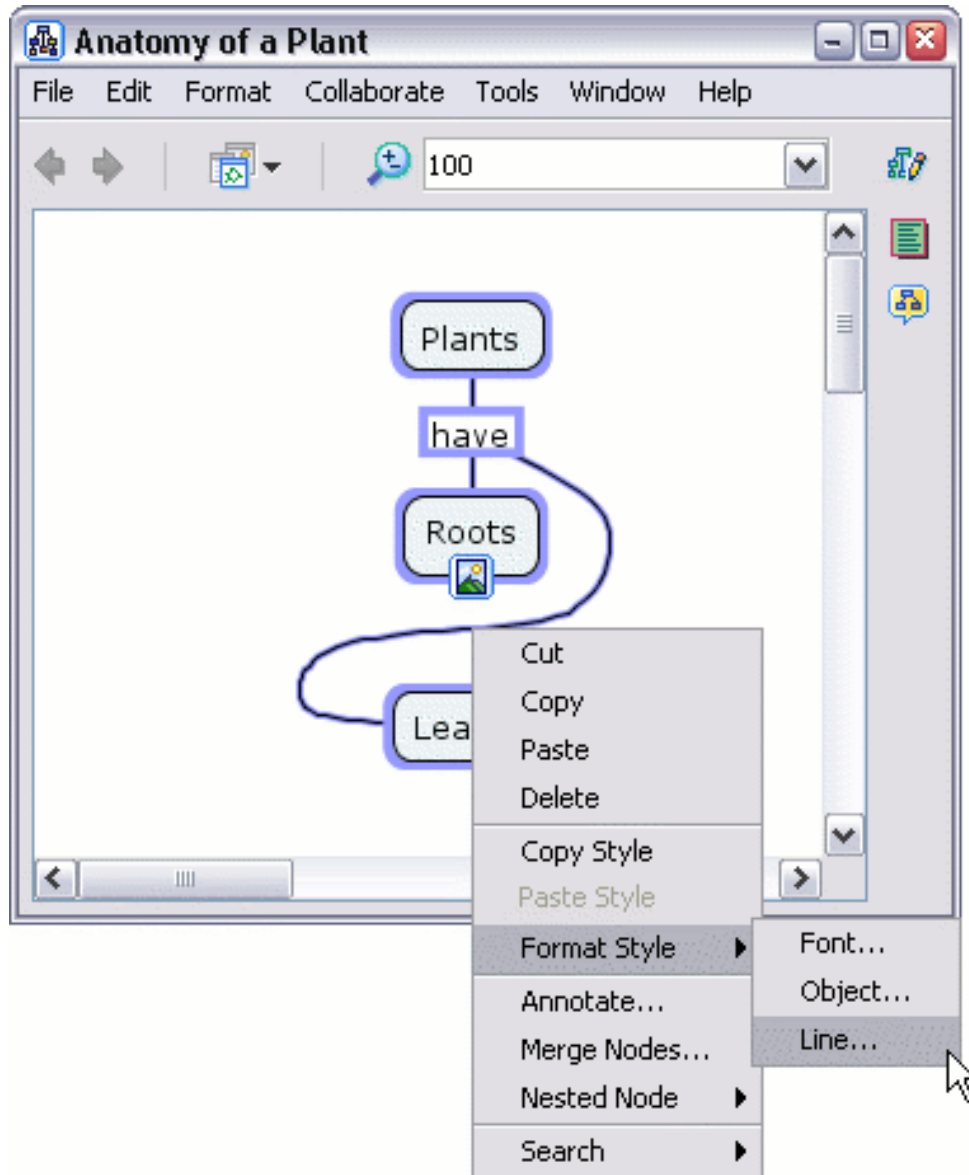 Anatomy of a Plant
File Edit Format Collaborate Tools Window Help
100
Plants
have
Roots
Lea
Cut
Copy
Paste
Delete
Copy Style
Paste Style
Format Style
Font...
Object...
Line...
Annotate...
Merge Nodes...
Nested Node
Search